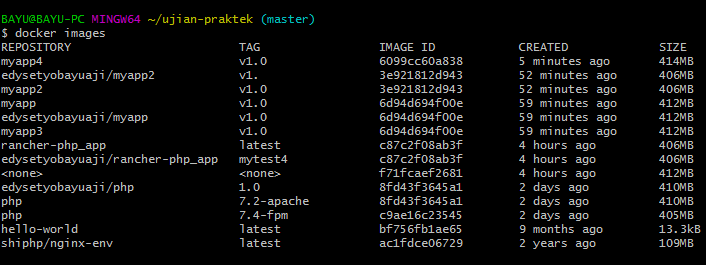 BAYU@BAYU-PC MINGW64 ~/ujian-praktek (master)
$ docker images
REPOSITORY TAG IMAGE ID CREATED SIZE
myapp4 v1.0 6099cc60a838 5 minutes ago 414MB
edysetyobayuaji/myapp2 v1. 3e921812d943 52 minutes ago 406MB
myapp2 v1.0 3e921812d943 52 minutes ago 406MB
myapp v1.0 6d94d694f00e 59 minutes ago 412MB
edysetyobayuaji/myapp v1.0 6d94d694f00e 59 minutes ago 412MB
myapp3 v1.0 6d94d694f00e 59 minutes ago 412MB
rancher-php_app latest c87c2f08ab3f 4 hours ago 406MB
edysetyobayuaji/rancher-php_app mytest4 c87c2f08ab3f 4 hours ago 406MB
<none> <none> f71fcaef2681 4 hours ago 412MB
edysetyobayuaji/php 1.0 8fd43f3645a1 2 days ago 410MB
php 7.2-apache 8fd43f3645a1 2 days ago 410MB
php 7.4-fpm c9ae16c23545 2 days ago 405MB
hello-world latest bf756fb1ae65 9 months ago 13.3kB
shiphp/nginx-env latest ac1fdce06729 2 years ago 109MB